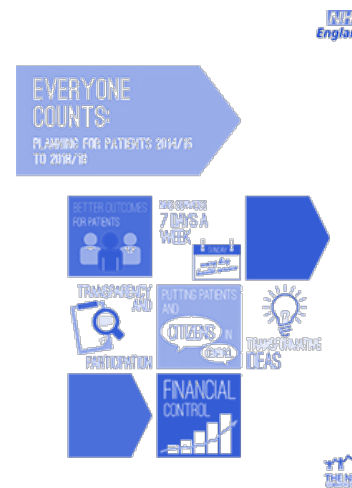 NHS
England
EVERYONE
COUNTS:
PLANNING FOR PATIENTS 2014/15
TO 2018/19
BETTER OUTCOMES
FOR PATIENTS
NHS SERVICES
7 DAYS A
WEEK
SUNDAY
TRANSPARENCY
AND
PARTICIPATION
PUTTING PATIENTS
AND
CITIZENS IN
CONTROL
TRANSFORMATIVE
IDEAS
FINANCIAL
CONTROL